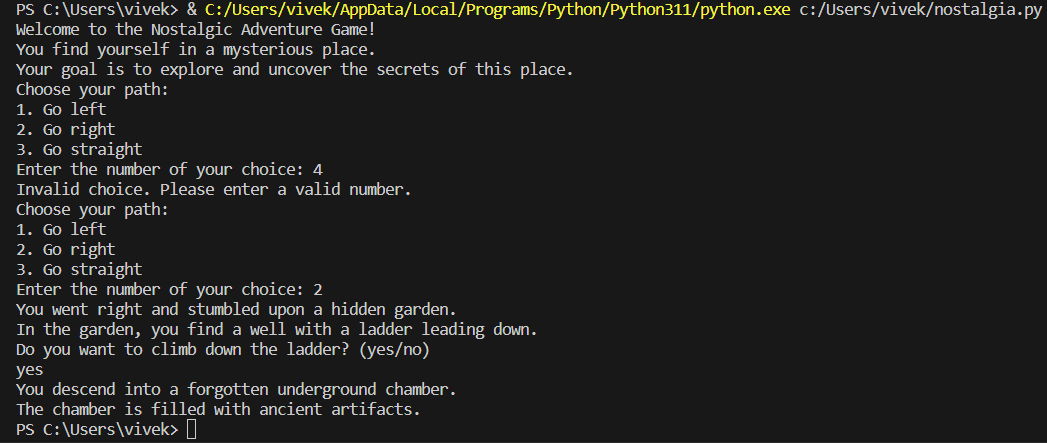 PS C:\Users\vivek> & C:/Users/vivek/AppData/Local/Programs/Python/Python311/python.exe c:/Users/vivek/nostalgia.py
Welcome to the Nostalgic Adventure Game!
You find yourself in a mysterious place.
Your goal is to explore and uncover the secrets of this place.
Choose your path:
1. Go left
2. Go right
3. Go straight
Enter the number of your choice: 4
Invalid choice. Please enter a valid number.
Choose your path:
1. Go left
2. Go right
3. Go straight
Enter the number of your choice: 2
You went right and stumbled upon a hidden garden.
In the garden, you find a well with a ladder leading down.
Do you want to climb down the ladder? (yes/no)
yes
You descend into a forgotten underground chamber.
The chamber is filled with ancient artifacts.
PS C:\Users\vivek>